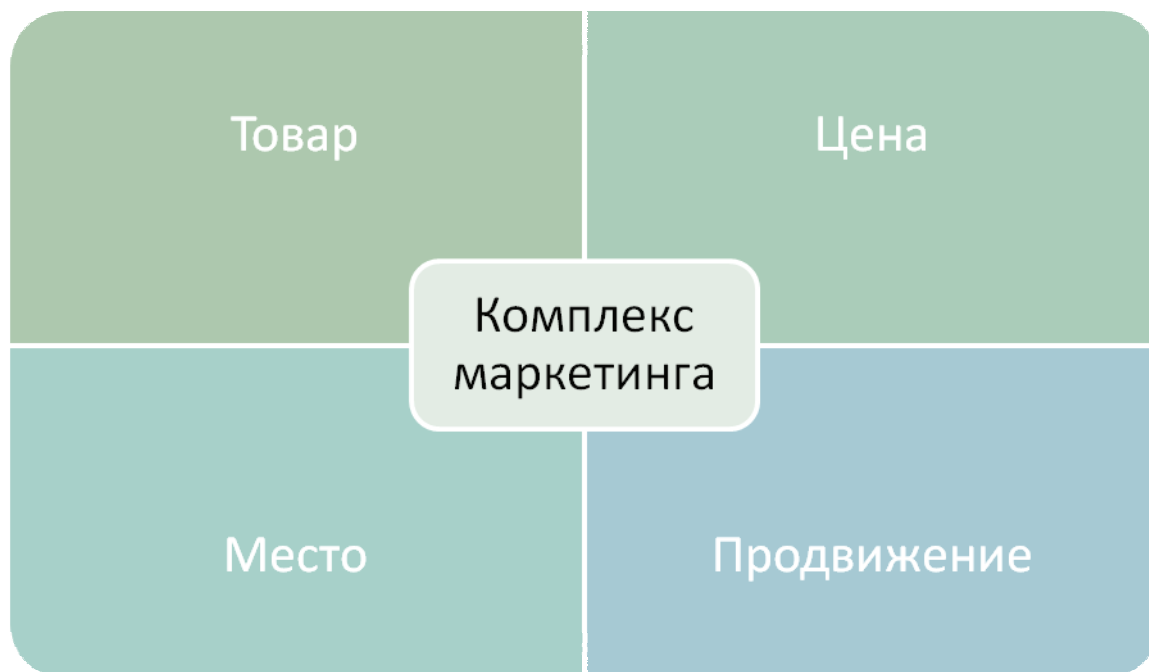 Товар
Цена
Комплекс
маркетинга
Место
Продвижение